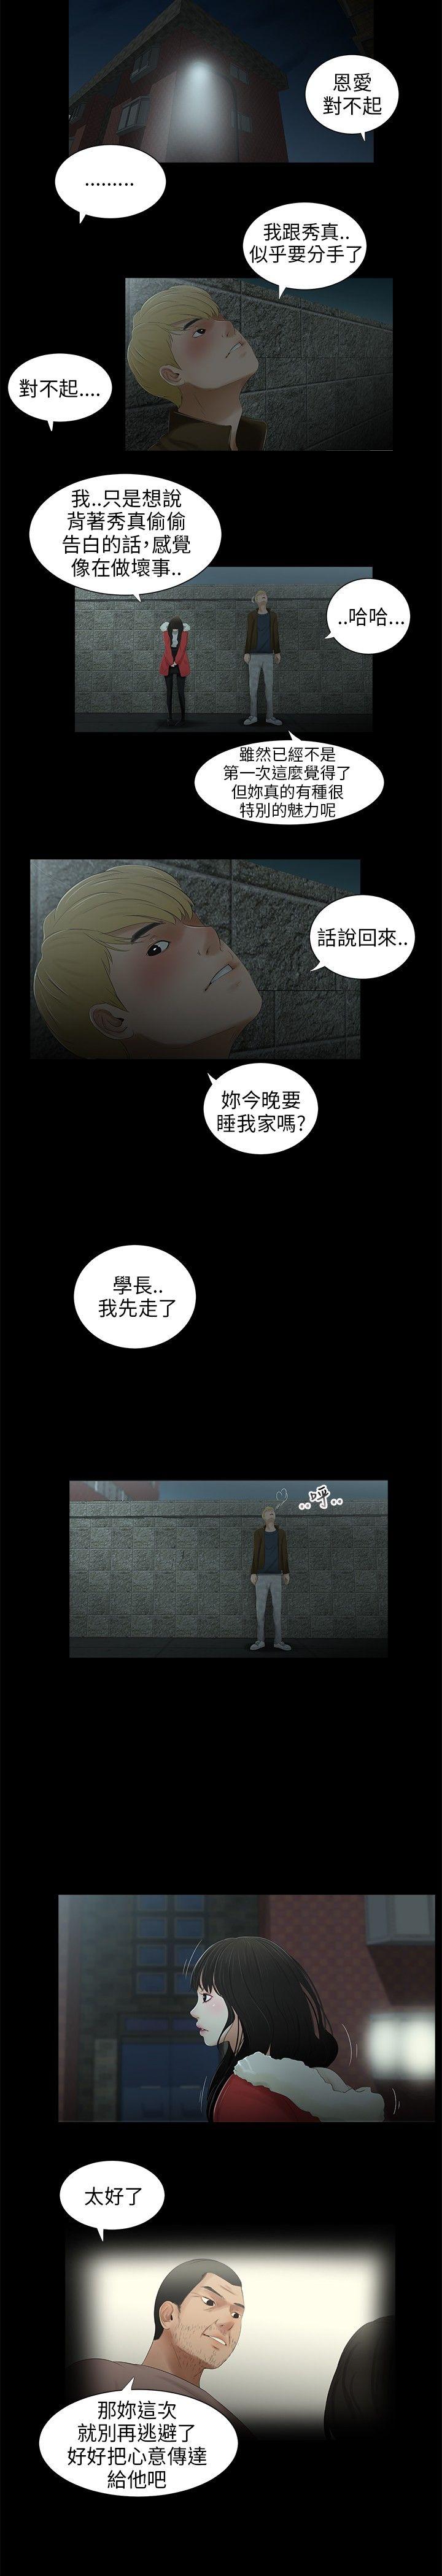 恩愛
對不起
.........
我跟秀真..
似乎要分手了
對不起....
我..只是想說
背著秀真偷偷
告白的話，感覺
像在做壞事..
..哈哈...
雖然已經不是
第一次這麼覺得了
但妳真的有種很
特別的魅力呢
話說回來..
妳今晚要
睡我家嗎?
學長..
我先走了
..呼..
太好了
那妳這次
就別再逃避了
好好把心意傳達
給他吧